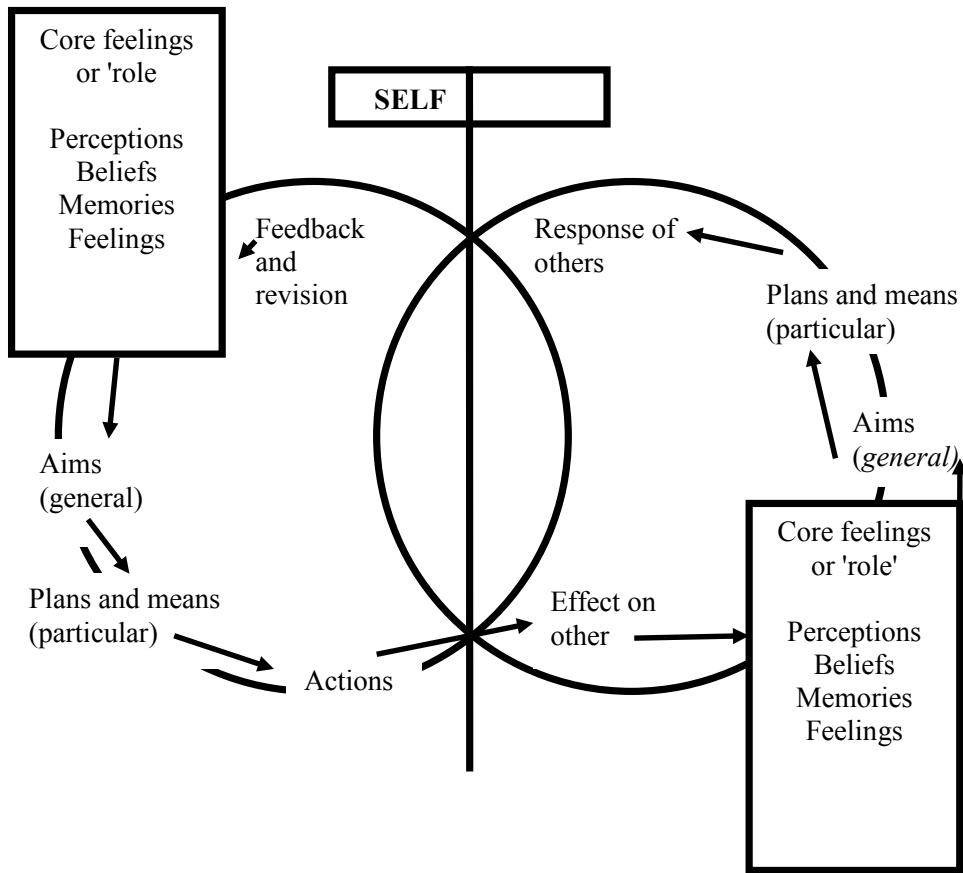 Core feelings
or 'role
Perceptions
Beliefs
Memories
Feelings
SELF
Feedback
and
revision
Response of
others
Plans and means
(particular)
Aims
(general)
Aims
(general)
Plans and means
(particular)
Actions
Effect on
other
Core feelings
or 'role'
Perceptions
Beliefs
Memories
Feelings